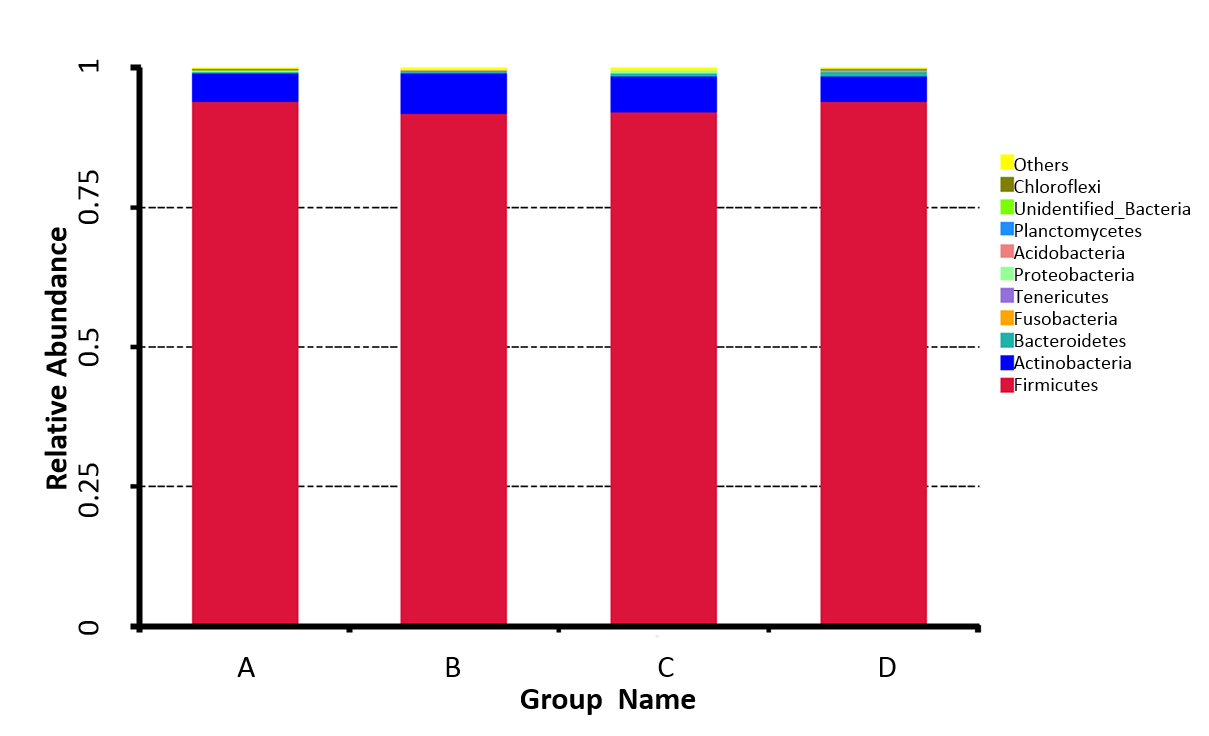 1
0.75
0.5
0.25
0
Relative Abundance
A
B
C
D
Group Name
Others
Chloroflexi
Unidentified_Bacteria
Planctomycetes
Acidobacteria
Proteobacteria
Tenericutes
Fusobacteria
Bacteroidetes
Actinobacteria
Firmicutes